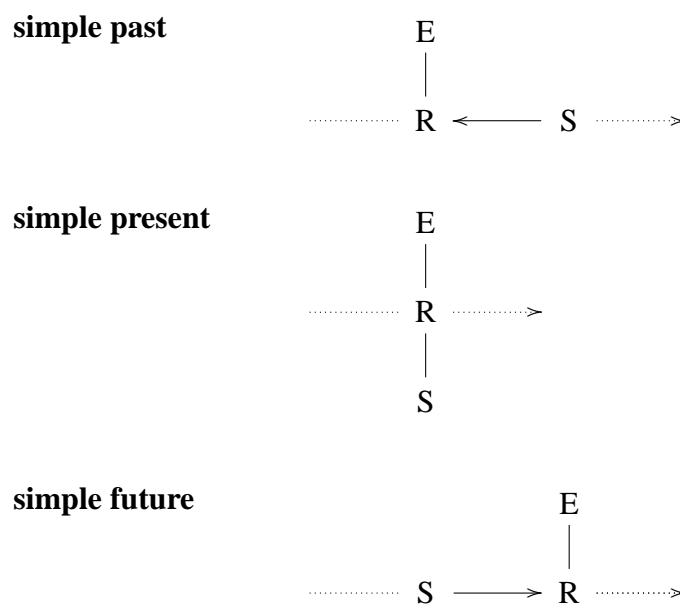 simple past
E
R S
simple present
E
R
S
simple future
E
S R